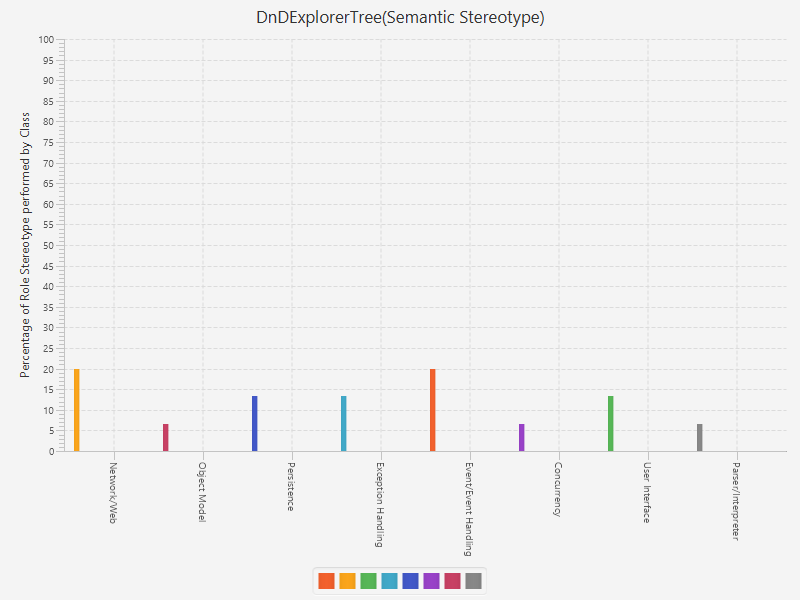 DnDExplorerTree(Semantic Stereotype)
Percentage of Role Stereotype performed by Class
100
95
90
85
80
75
70
65
60
55
50
45
40
35
30
25
20
15
10
5
0
Network/Web
Object Model
Persistence
Exception Handling
Event/Event Handling
Concurrency
User Interface
Parser/Interpreter